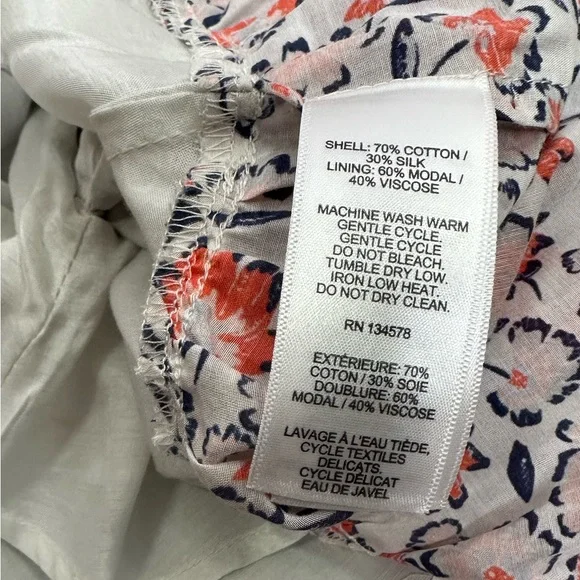 SHELL: 70% COTTON /
30% SILK
LINING: 60% MODAL /
40% VISCOSE
MACHINE WASH WARM
GENTLE CYCLE
GENTLE CYCLE
DO NOT BLEACH.
TUMBLE DRY LOW.
IRON LOW HEAT.
DO NOT DRY CLEAN.
RN 134578
EXTÉRIEURE: 70%
COTON / 30% SOIE
DOUBLURE: 60%
MODAL / 40% VISCOSE
LAVAGE À L'EAU TIÈDE,
CYCLE TEXTILES
DÉLICATS.
CYCLE DÉLICAT
EAU DE JAVEL